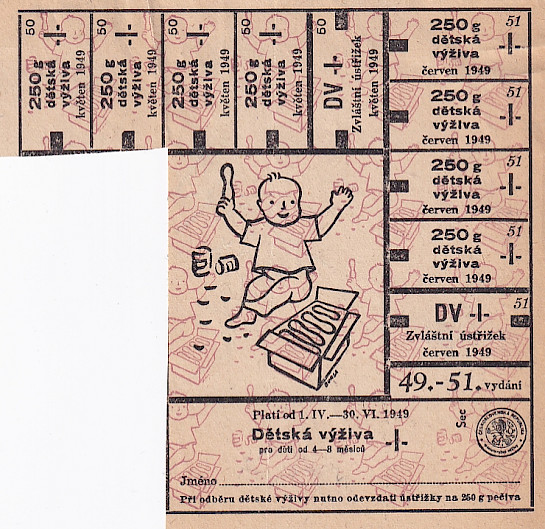 50
250 g
dětská
výživa
-I-
květen 1949
50
250 g
dětská
výživa
-I-
květen 1949
50
250 g
dětská
výživa
-I-
květen 1949
50
250 g
dětská
výživa
-I-
květen 1949
50
DV -I-
Zvláštní ústřižek
květen 1949
250 g 51
dětská
výživa -I-
červen 1949
250 g 51
dětská
výživa -I-
červen 1949
250 g 51
dětská
výživa -I-
červen 1949
250 g 51
dětská
výživa -I-
červen 1949
51
DV -I-
Zvláštní ústřižek
červen 1949
49.-51. vydání
Platí od 1. IV.—30. VI. 1949
Dětská výživa -I-
pro děti od 4—8 měsíců
Sec
Jméno
Při odběru dětské výživy nutno odevzdati ústřižky na 250 g pečiva